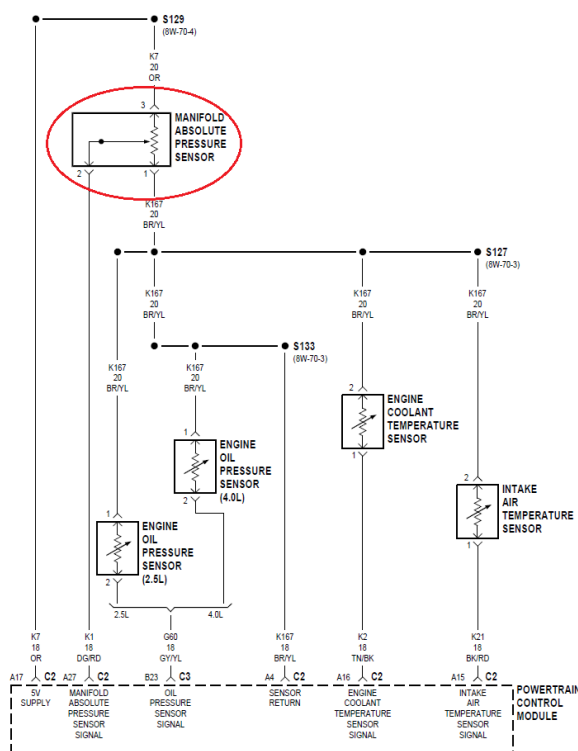 S129
(8W-70-4)
K7
20
OR
3
MANIFOLD
ABSOLUTE
PRESSURE
SENSOR
2
1
K167
20
BR/YL
S127
(8W-70-3)
K167
20
BR/YL
K167
20
BR/YL
K167
20
BR/YL
S133
(8W-70-3)
K167
20
BR/YL
K167
20
BR/YL
2
ENGINE
COOLANT
TEMPERATURE
SENSOR
1
1
ENGINE
OIL
PRESSURE
SENSOR
(4.0L)
2
2
INTAKE
AIR
TEMPERATURE
SENSOR
1
1
ENGINE
OIL
PRESSURE
SENSOR
(2.5L)
2
2.5L
4.0L
K7
18
OR
K1
18
DG/RD
G60
18
GY/YL
K167
18
BR/YL
K2
18
TN/BK
K21
18
BK/RD
A17 C2
A27 C2
B23 C3
A4 C2
A16 C2
A15 C2
5V
SUPPLY
MANIFOLD
ABSOLUTE
PRESSURE
SENSOR
SIGNAL
OIL
PRESSURE
SENSOR
SIGNAL
SENSOR
RETURN
ENGINE
COOLANT
TEMPERATURE
SENSOR
SIGNAL
INTAKE
AIR
TEMPERATURE
SENSOR
SIGNAL
POWERTRAIN
CONTROL
MODULE